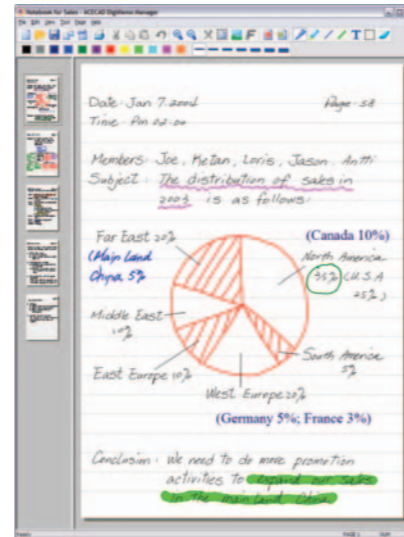 Notebook for Sales - ACECAD DigiMemo Manager
Date: Jan 7. 2004 Page - 58
Time: Pm 02:00
Members: Joe, Ketan, Loris, Jason. Antti
Subject: The distribution of sales in
2003 is as follows:
Far East 20%
(Main Land
China 5%
(Canada 10%)
North America
35% (U.S.A
25%)
Middle East
10%
South America
5%
East Europe 10%
West Europe 20%
(Germany 5%; France 3%)
Conclusion: We need to do more promotion
activities to expand our sales
in the mainland China